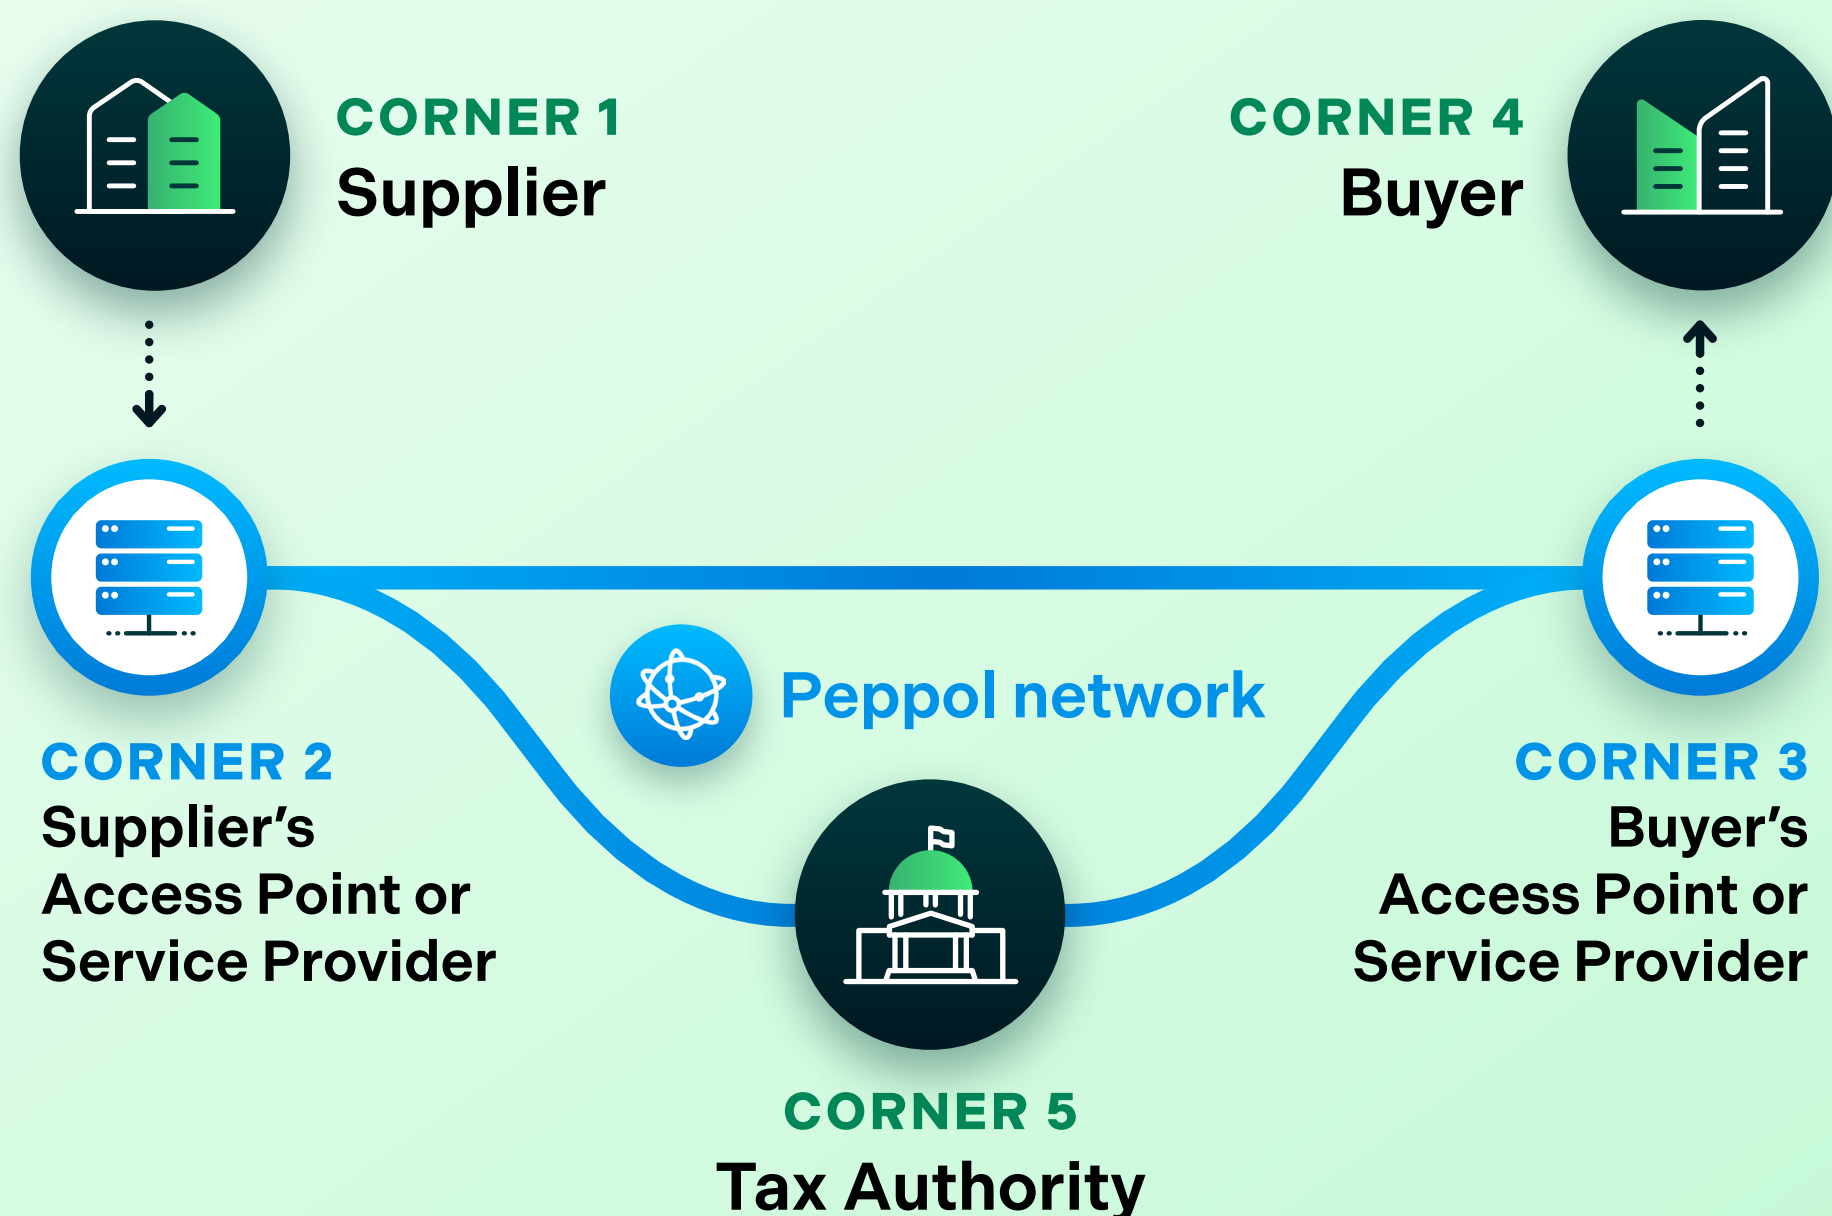 CORNER 1
Supplier
CORNER 4
Buyer
Peppol network
CORNER 2
Supplier’s
Access Point or
Service Provider
CORNER 3
Buyer’s
Access Point or
Service Provider
CORNER 5
Tax Authority